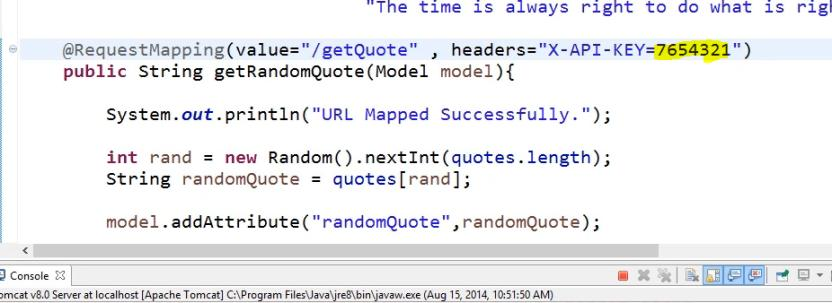 "The time is always right to do what is righ
@RequestMapping(value="/getQuote" , headers="X-API-KEY=7654321")
public String getRandomQuote(Model model){
System.out.println("URL Mapped Successfully.");
int rand = new Random().nextInt(quotes.length);
String randomQuote = quotes[rand];
model.addAttribute("randomQuote",randomQuote);
Console
omcat v8.0 Server at localhost [Apache Tomcat] C:\Program Files\Java\jre8\bin\javaw.exe (Aug 15, 2014, 10:51:50 AM)